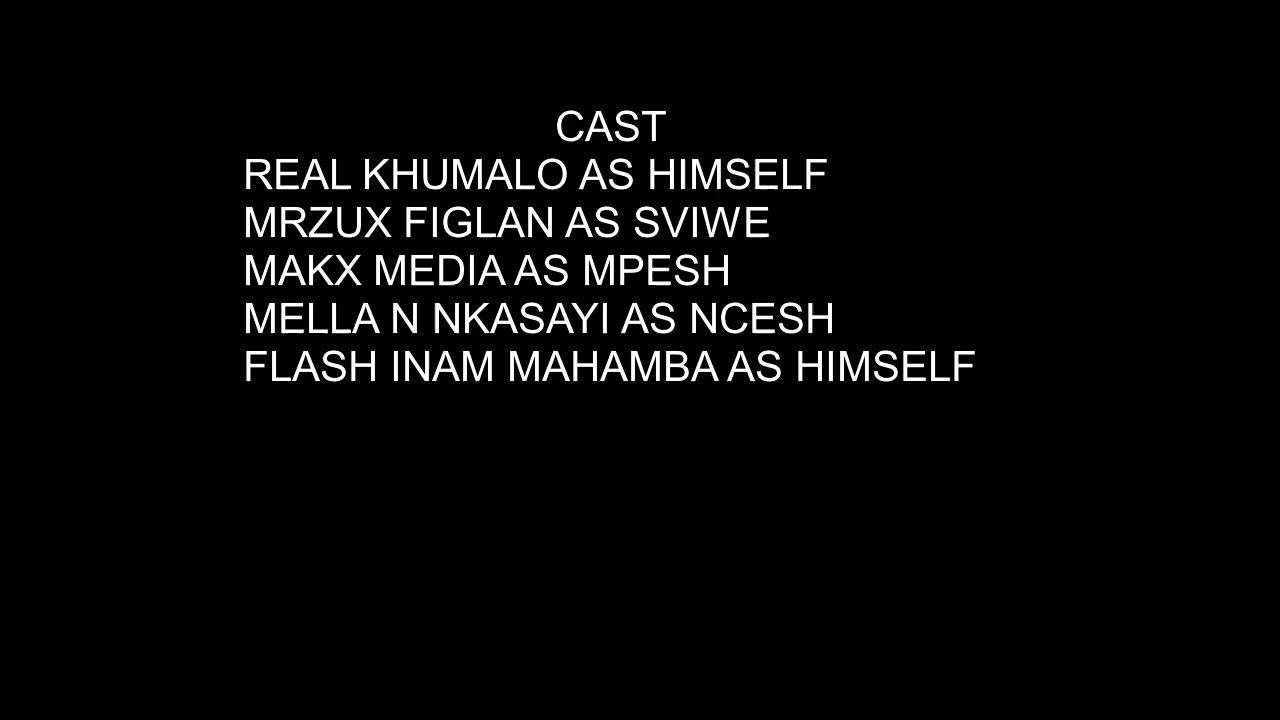 CAST
REAL KHUMALO AS HIMSELF
MRZUX FIGLAN AS SVIWE
MAKX MEDIA AS MPESH
MELLA N NKASAYI AS NCESH
FLASH INAM MAHAMBA AS HIMSELF